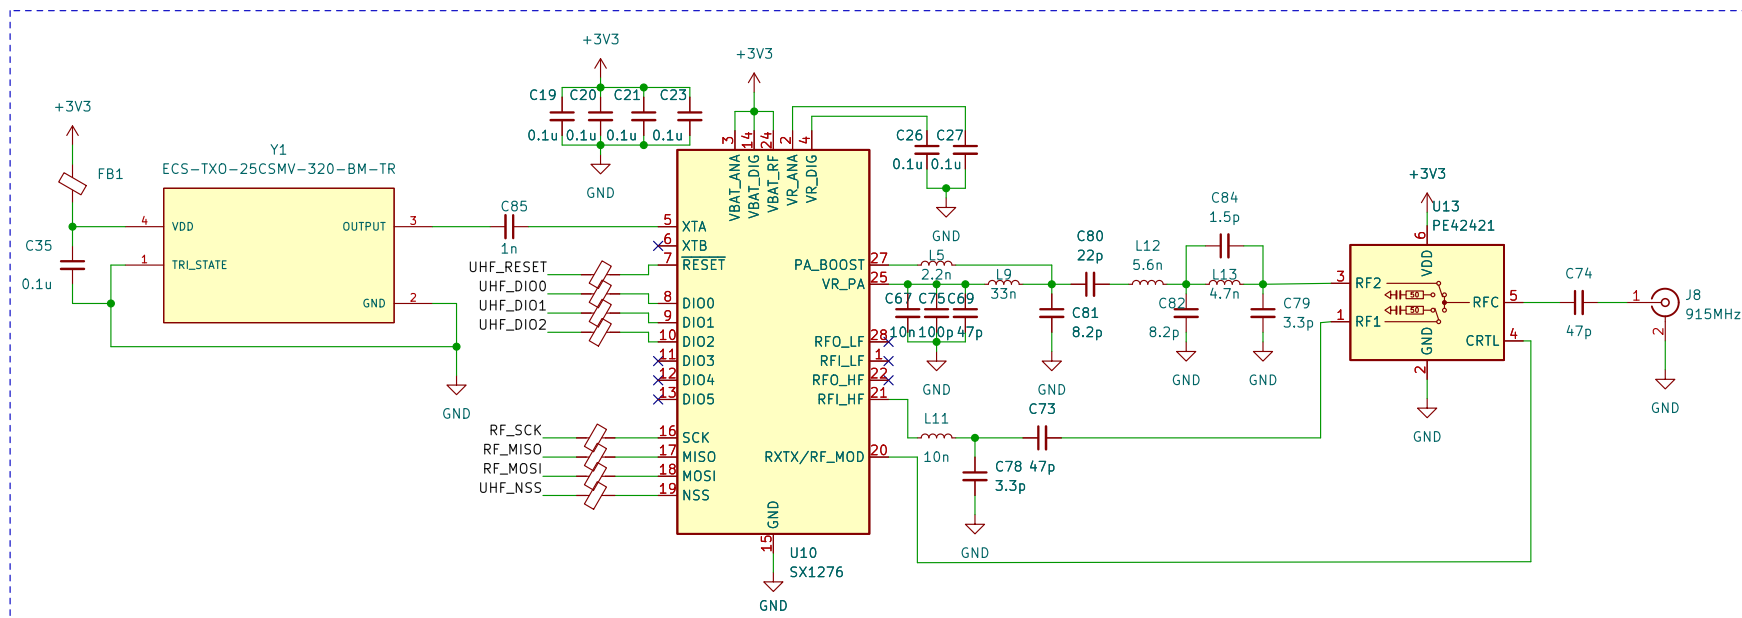 +3V3
FB1
C35
0.1u
Y1
ECS-TXO-25CSMV-320-BM-TR
4
VDD
OUTPUT
3
1
TRI_STATE
GND
2
GND
+3V3
C19
C20
C21
C23
0.1u
0.1u
0.1u
0.1u
GND
+3V3
C85
1n
UHF_RESET
UHF_DIO0
UHF_DIO1
UHF_DIO2
RF_SCK
RF_MISO
RF_MOSI
UHF_NSS
3
14
24
2
4
VBAT_ANA
VBAT_DIG
VBAT_RF
VR_ANA
VR_DIG
5 XTA
6 XTB
7 RESET
8 DIO0
9 DIO1
10 DIO2
11 DIO3
12 DIO4
13 DIO5
16 SCK
17 MISO
18 MOSI
19 NSS
PA_BOOST 27
VR_PA 25
RFO_LF 28
RFI_LF 1
RFO_HF 22
RFI_HF 21
RXTX/RF_MOD 20
GND
15
U10
SX1276
GND
C26
C27
0.1u
0.1u
GND
L5
2.2n
L9
33n
C67
C75
C69
10n
100p
47p
GND
C80
22p
C81
8.2p
GND
L12
5.6n
C84
1.5p
L13
4.7n
C82
8.2p
GND
C79
3.3p
GND
L11
10n
C73
47p
C78
3.3p
GND
+3V3
U13
PE42421
6
VDD
3
RF2
1
RF1
50
50
RFC
5
CRTL
4
GND
2
GND
C74
47p
1
J8
915MHz
2
GND